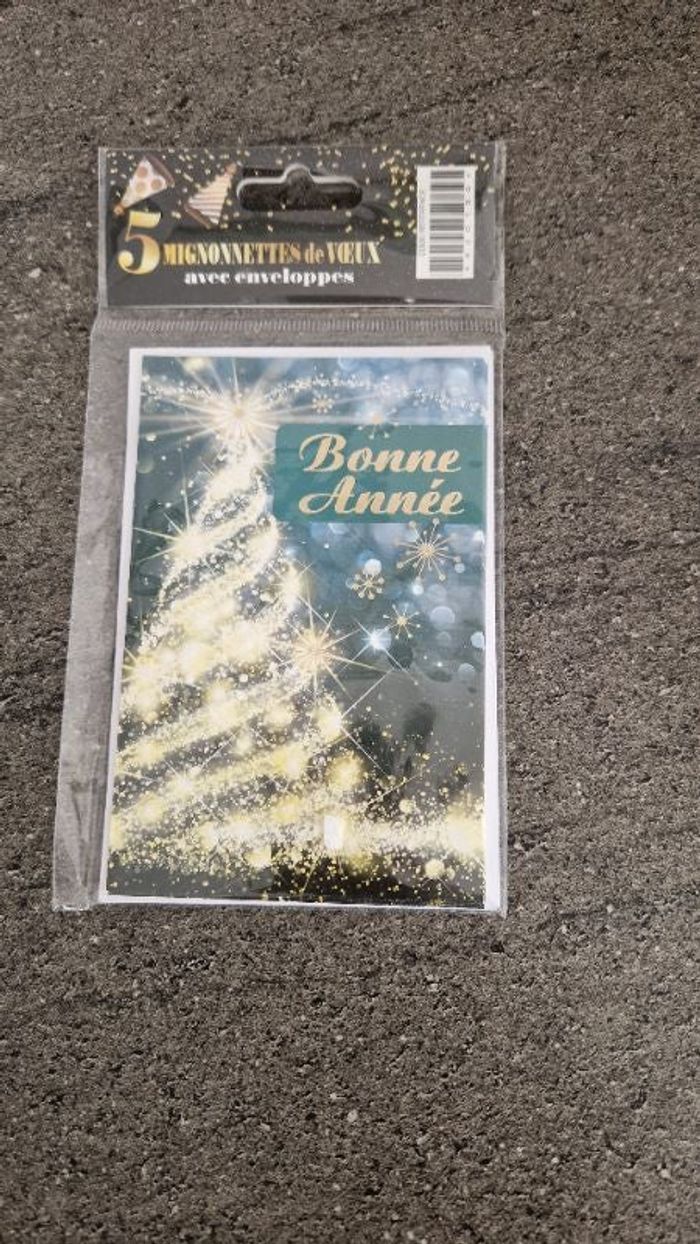 5 MIGNONNETTES de VŒUX
avec enveloppes
Bonne
Année